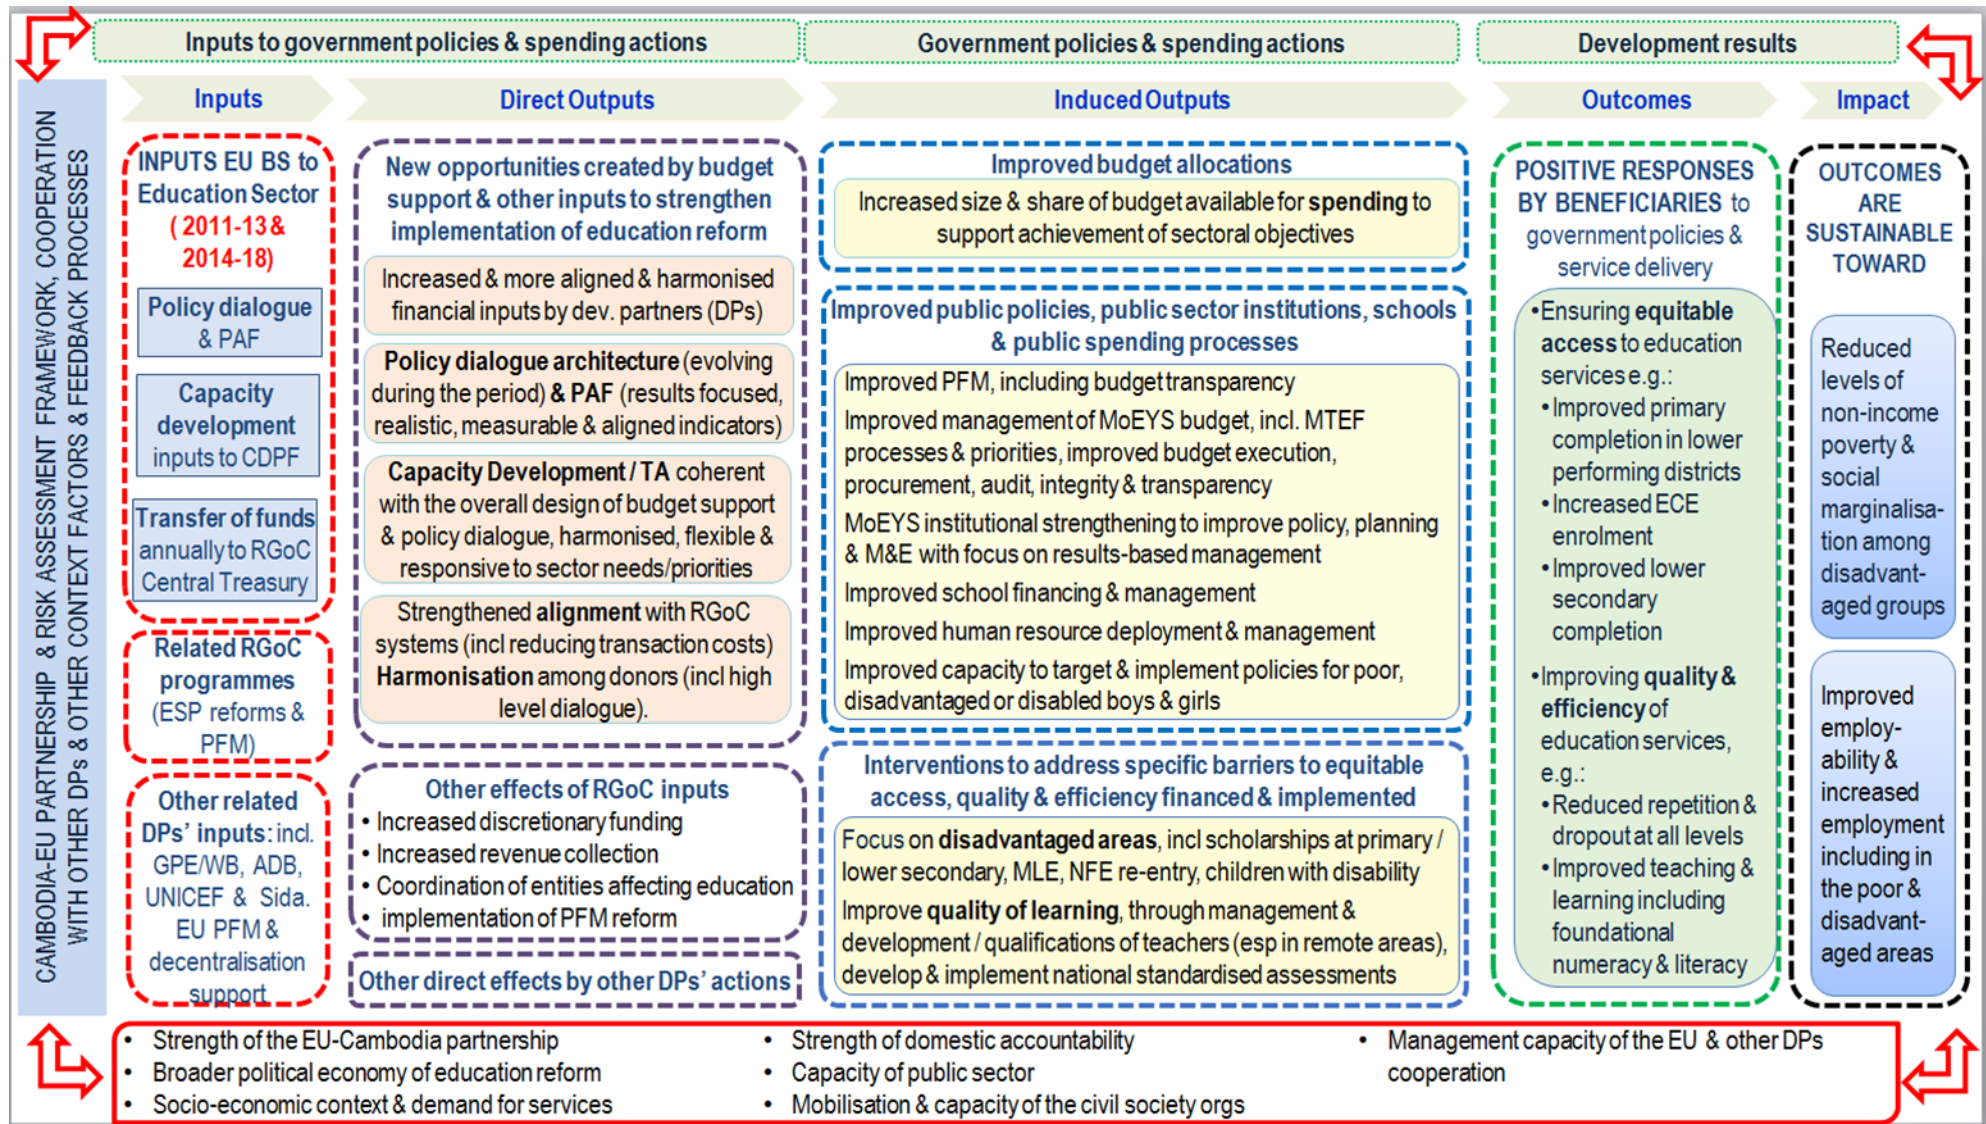 Inputs to government policies & spending actions
Government policies & spending actions
Development results
Inputs
Direct Outputs
Induced Outputs
Outcomes
Impact
CAMBODIA-EU PARTNERSHIP & RISK ASSESSMENT FRAMEWORK, COOPERATION
WITH OTHER DPs & OTHER CONTEXT FACTORS & FEEDBACK PROCESSES
INPUTS EU BS to
Education Sector
( 2011-13 &
2014-18)
Policy dialogue
& PAF
Capacity
development
inputs to CDPF
Transfer of funds
annually to RGoC
Central Treasury
Related RGoC
programmes
(ESP reforms &
PFM)
Other related
DPs' inputs: incl.
GPE/WB, ADB,
UNICEF & Sida.
EU PFM &
decentralisation
support
New opportunities created by budget
support & other inputs to strengthen
implementation of education reform
Increased & more aligned & harmonised
financial inputs by dev. partners (DPs)
Policy dialogue architecture (evolving
during the period) & PAF (results focused,
realistic, measurable & aligned indicators)
Capacity Development / TA coherent
with the overall design of budget support
& policy dialogue, harmonised, flexible &
responsive to sector needs/priorities
Strengthened alignment with RGoC
systems (incl reducing transaction costs)
Harmonisation among donors (incl high
level dialogue).
Other effects of RGoC inputs
• Increased discretionary funding
• Increased revenue collection
• Coordination of entities affecting education
• implementation of PFM reform
Other direct effects by other DPs' actions
Improved budget allocations
Increased size & share of budget available for spending to
support achievement of sectoral objectives
Improved public policies, public sector institutions, schools
& public spending processes
Improved PFM, including budget transparency
Improved management of MoEYS budget, incl. MTEF
processes & priorities, improved budget execution,
procurement, audit, integrity & transparency
MoEYS institutional strengthening to improve policy, planning
& M&E with focus on results-based management
Improved school financing & management
Improved human resource deployment & management
Improved capacity to target & implement policies for poor,
disadvantaged or disabled boys & girls
Interventions to address specific barriers to equitable
access, quality & efficiency financed & implemented
Focus on disadvantaged areas, incl scholarships at primary /
lower secondary, MLE, NFE re-entry, children with disability
Improve quality of learning, through management &
development / qualifications of teachers (esp in remote areas),
develop & implement national standardised assessments
POSITIVE RESPONSES
BY BENEFICIARIES to
government policies &
service delivery
•Ensuring equitable
access to education
services e.g.:
•Improved primary
completion in lower
performing districts
•Increased ECE
enrolment
•Improved lower
secondary
completion
•Improving quality &
efficiency of
education services,
e.g.:
•Reduced repetition &
dropout at all levels
•Improved teaching &
learning including
foundational
numeracy & literacy
OUTCOMES
ARE
SUSTAINABLE
TOWARD
Reduced
levels of
non-income
poverty &
social
marginalisa-
tion among
disadvant-
aged groups
Improved
employ-
ability &
increased
employment
including in
the poor &
disadvant-
aged areas
• Strength of the EU-Cambodia partnership
• Broader political economy of education reform
• Socio-economic context & demand for services
• Strength of domestic accountability
• Capacity of public sector
• Mobilisation & capacity of the civil society orgs
• Management capacity of the EU & other DPs
cooperation